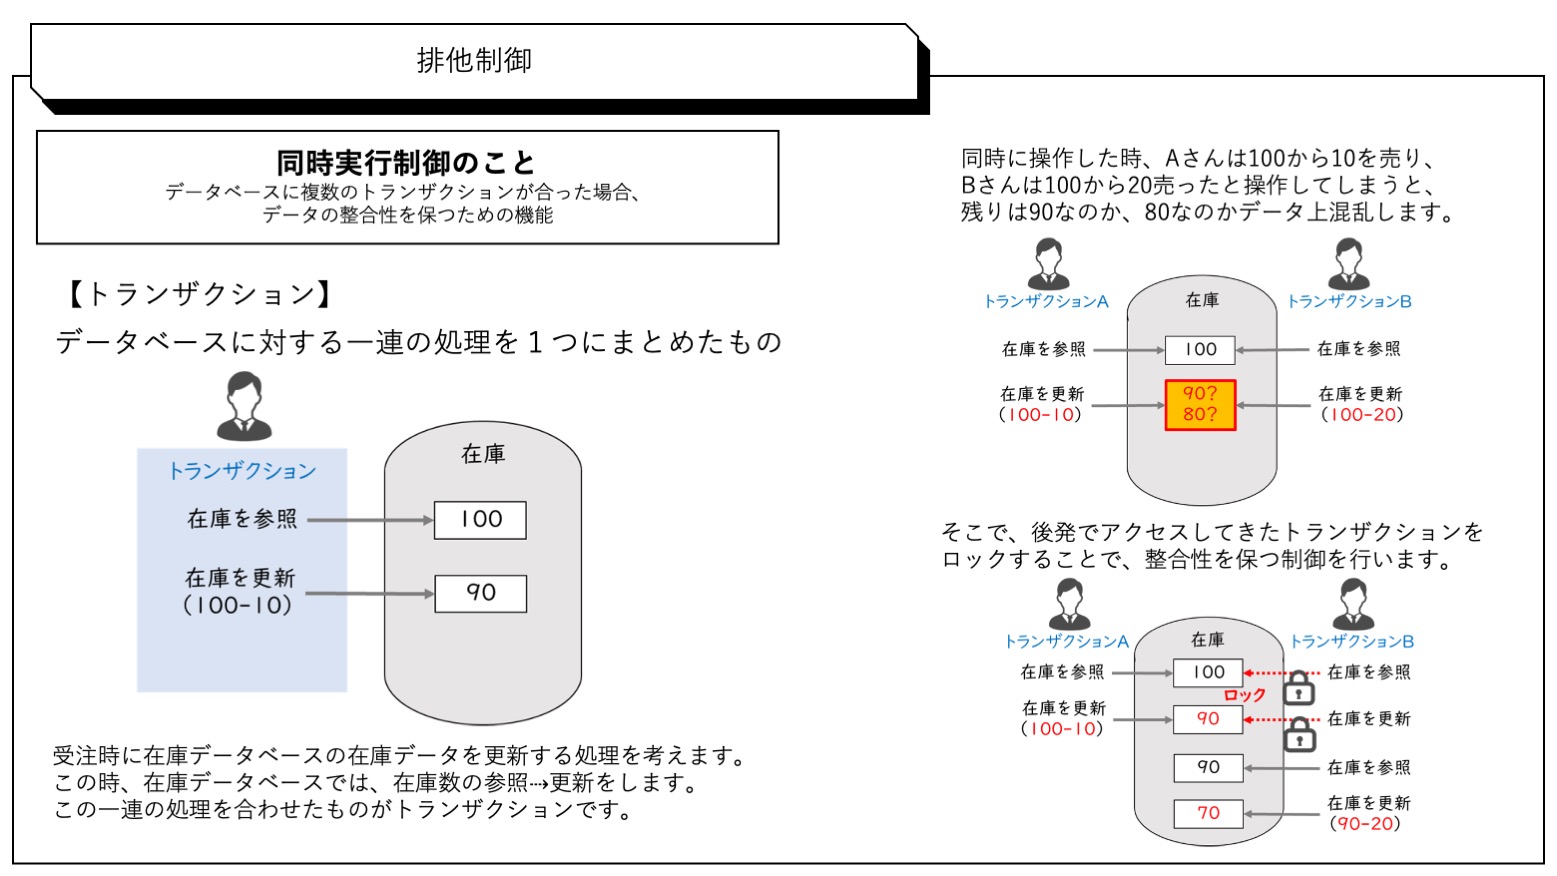 排他制御
同時実行制御のこと
データベースに複数のトランザクションが合った場合、
データの整合性を保つための機能
【トランザクション】
データベースに対する一連の処理を１つにまとめたもの
トランザクション
在庫
在庫を参照
100
在庫を更新
(100-10)
90
受注時に在庫データベースの在庫データを更新する処理を考えます。
この時、在庫データベースでは、在庫数の参照⇢更新をします。
この一連の処理を合わせたものがトランザクションです。
同時に操作した時、Aさんは100から10を売り、
Bさんは100から20売ったと操作してしまうと、
残りは90なのか、80なのかデータ上混乱します。
トランザクションA
在庫
トランザクションB
在庫を参照
100
在庫を参照
在庫を更新
(100-10)
90?
80?
在庫を更新
(100-20)
そこで、後発でアクセスしてきたトランザクションを
ロックすることで、整合性を保つ制御を行います。
トランザクションA
在庫
トランザクションB
在庫を参照
100
在庫を参照
ロック
在庫を更新
(100-10)
90
在庫を更新
90
在庫を参照
70
在庫を更新
(90-20)